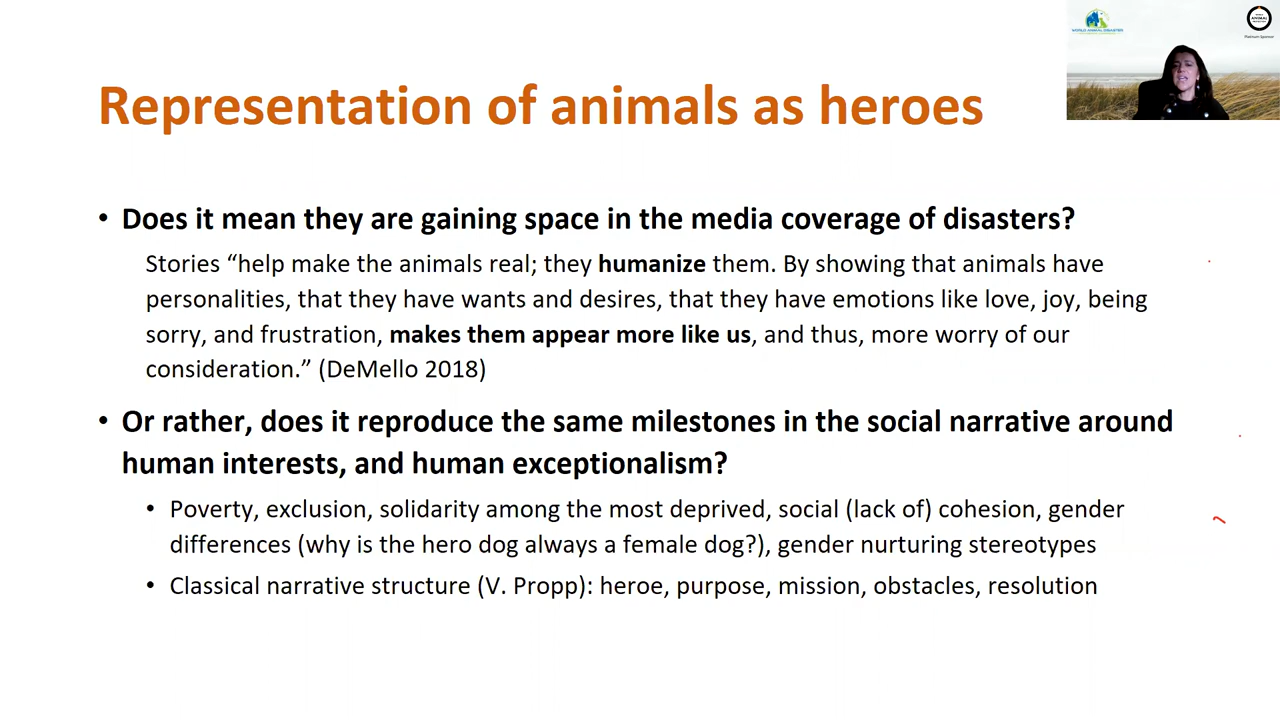 WORLD ANIMAL DISASTERS
ANIMAL
Platinum Sponsor
Representation of animals as heroes
• Does it mean they are gaining space in the media coverage of disasters?
Stories “help make the animals real; they humanize them. By showing that animals have
personalities, that they have wants and desires, that they have emotions like love, joy, being
sorry, and frustration, makes them appear more like us, and thus, more worry of our
consideration.” (DeMello 2018)
• Or rather, does it reproduce the same milestones in the social narrative around
human interests, and human exceptionalism?
• Poverty, exclusion, solidarity among the most deprived, social (lack of) cohesion, gender
differences (why is the hero dog always a female dog?), gender nurturing stereotypes
• Classical narrative structure (V. Propp): heroe, purpose, mission, obstacles, resolution